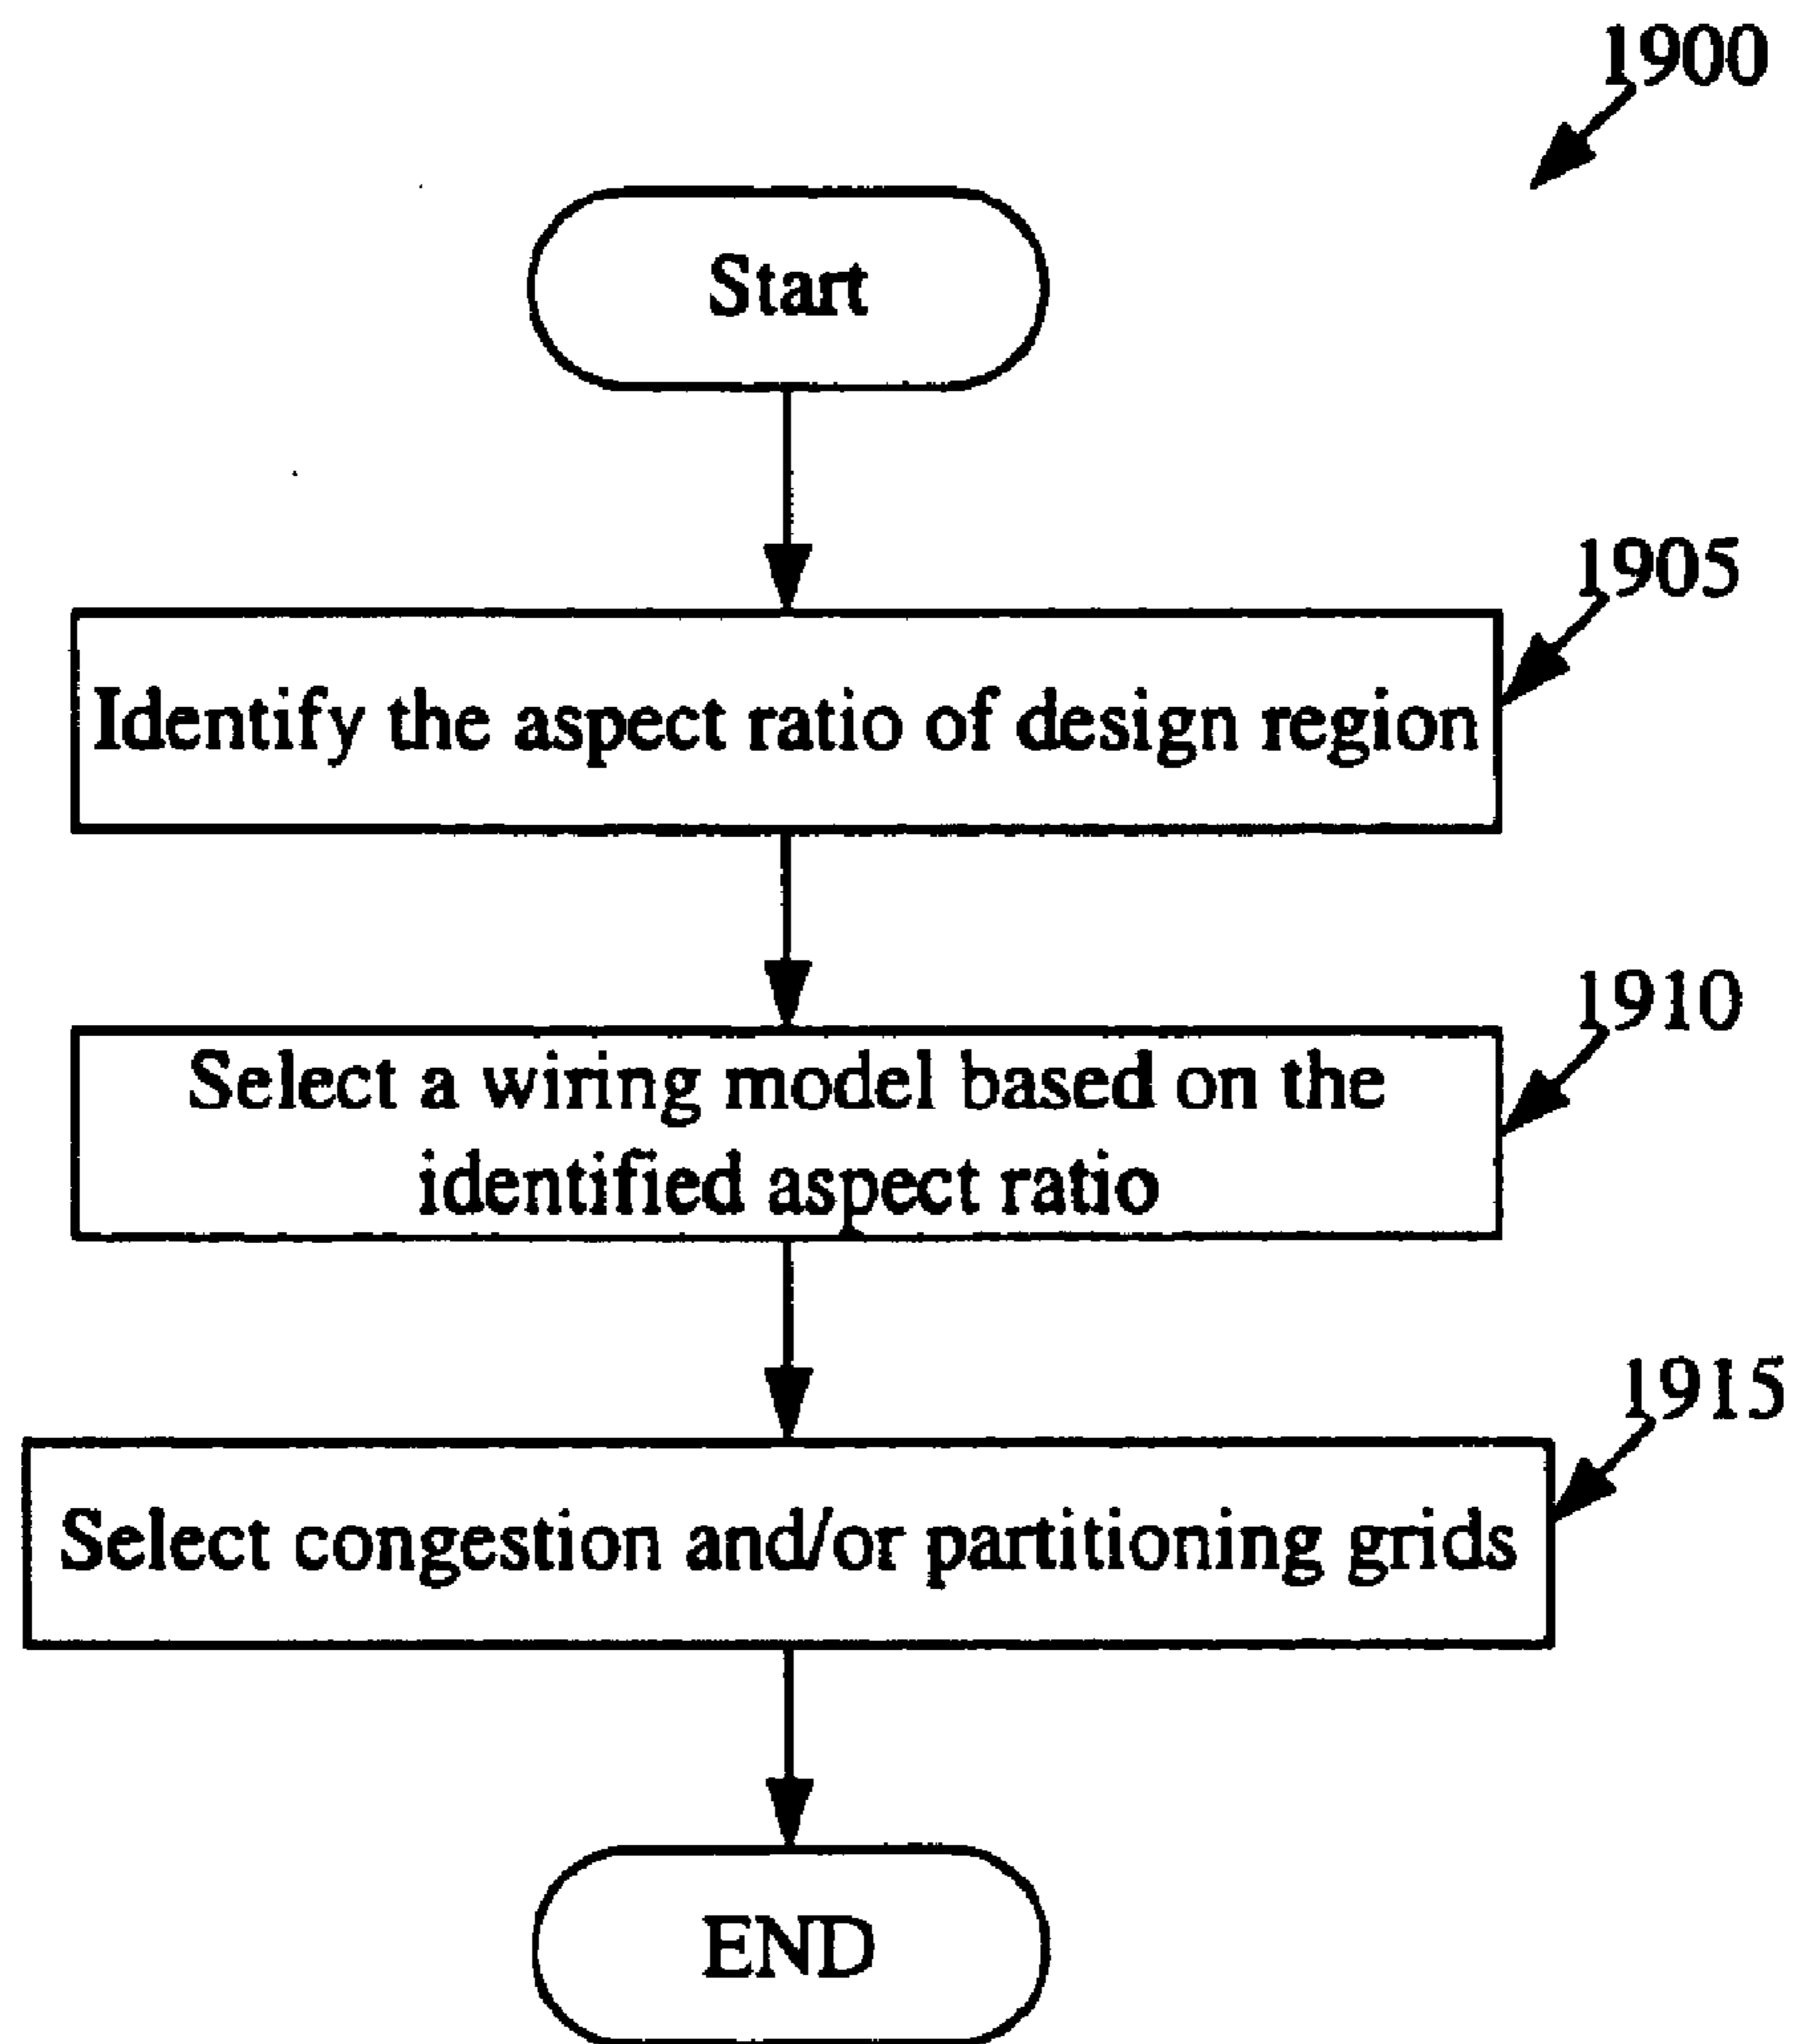 1900
Start
1905
Identify the aspect ratio of design region
1910
Select a wiring model based on the
identified aspect ratio
1915
Select congestion and/or partitioning grids
END